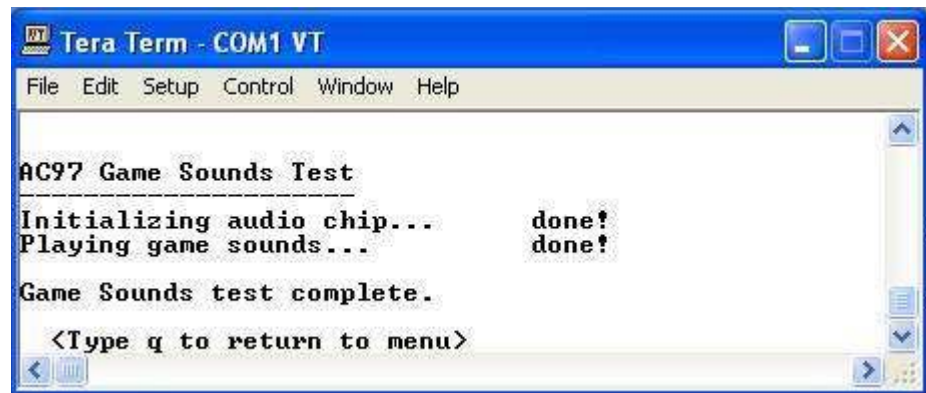 Tera Term - COM1 VT
File Edit Setup Control Window Help
AC97 Game Sounds Test
----------------------
Initializing audio chip... done!
Playing game sounds... done!
Game Sounds test complete.
<Type q to return to menu>